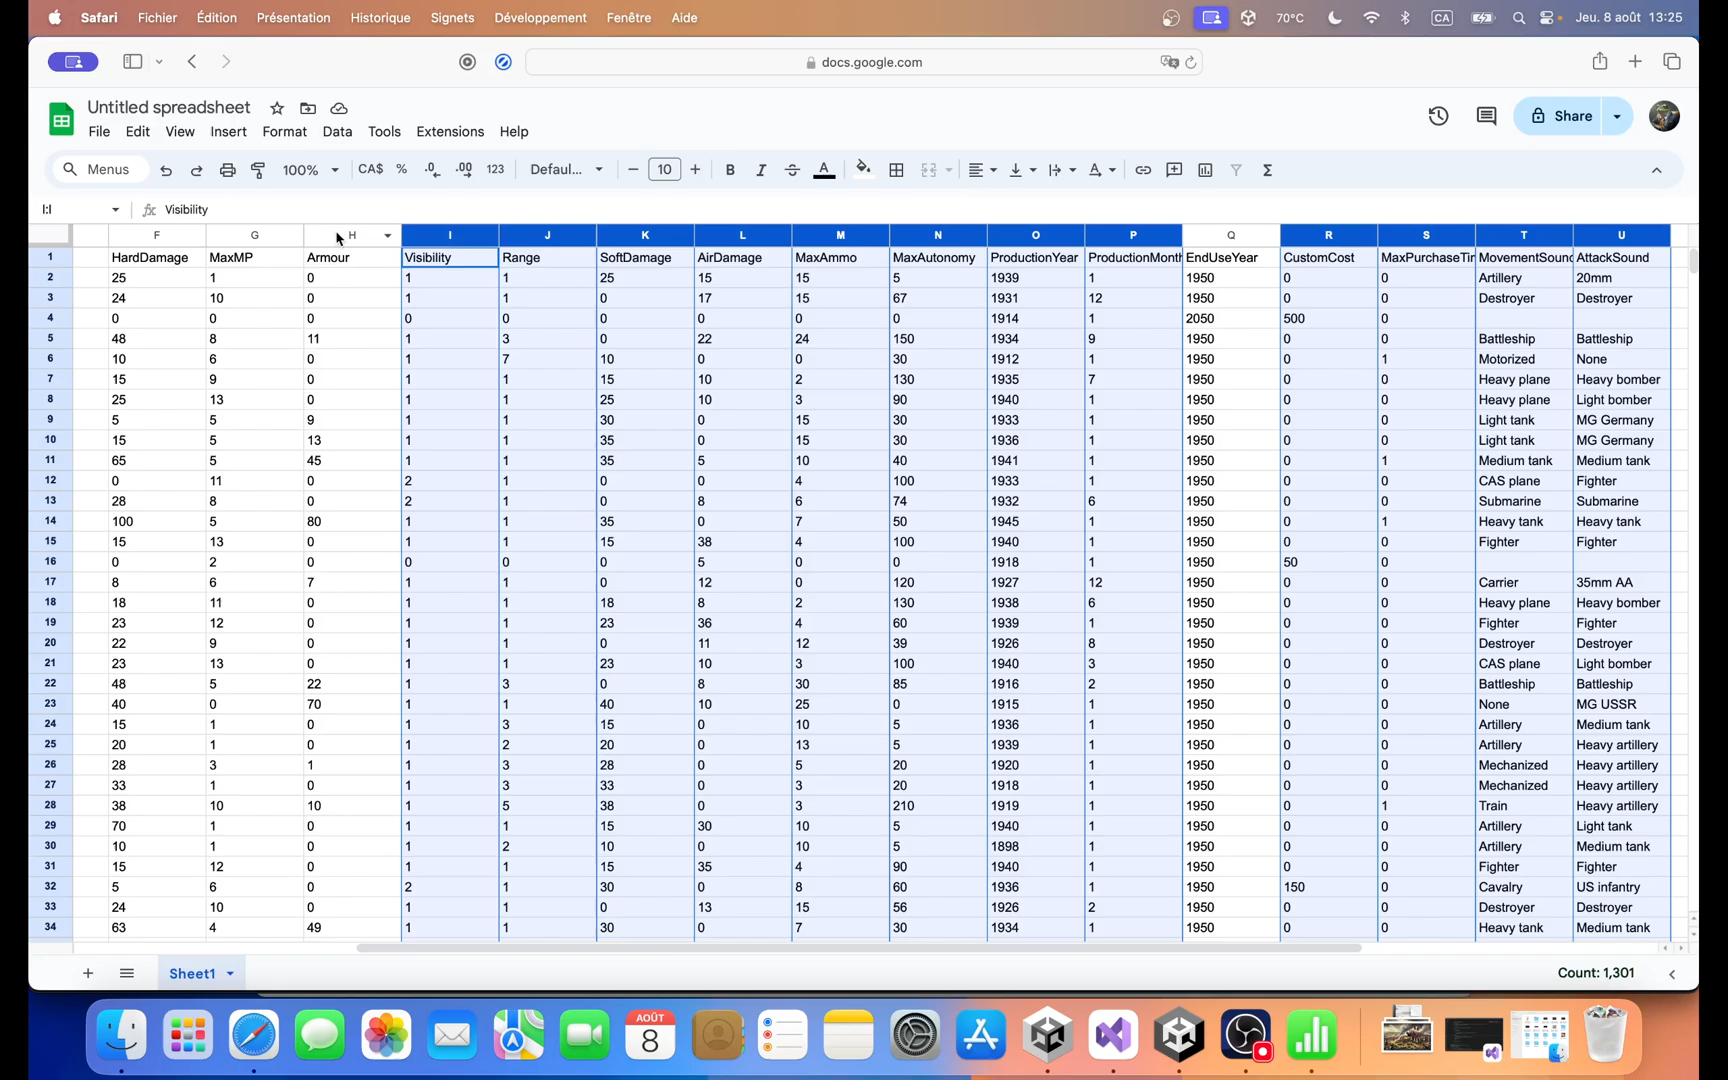 Safari Fichier Édition Présentation Historique Signets Développement Fenêtre Aide 70°C CA Jeu. 8 août 13:25
docs.google.com
Untitled spreadsheet
File Edit View Insert Format Data Tools Extensions Help Share
Menus 100% CA$ % .0 .00 123 Defaul... 10 B I A
I:I Visibility
F G H I J K L M N O P Q R S T U
1 HardDamage MaxMP Armour Visibility Range SoftDamage AirDamage MaxAmmo MaxAutonomy ProductionYear ProductionMonth EndUseYear CustomCost MaxPurchaseTin MovementSound AttackSound
2 25 1 0 1 1 25 15 15 5 1939 1 1950 0 0 Artillery 20mm
3 24 10 0 1 1 0 17 15 67 1931 12 1950 0 0 Destroyer Destroyer
4 0 0 0 0 0 0 0 0 0 1914 1 2050 500 0
5 48 8 11 1 3 0 22 24 150 1934 9 1950 0 0 Battleship Battleship
6 10 6 0 1 7 10 0 0 30 1912 1 1950 0 1 Motorized None
7 15 9 0 1 1 15 10 2 130 1935 7 1950 0 0 Heavy plane Heavy bomber
8 25 13 0 1 1 25 10 3 90 1940 1 1950 0 0 Heavy plane Light bomber
9 5 5 9 1 1 30 0 15 30 1933 1 1950 0 0 Light tank MG Germany
10 15 5 13 1 1 35 0 15 30 1936 1 1950 0 0 Light tank MG Germany
11 65 5 45 1 1 35 5 10 40 1941 1 1950 0 1 Medium tank Medium tank
12 0 11 0 2 1 0 0 4 100 1933 1 1950 0 0 CAS plane Fighter
13 28 8 0 2 1 0 8 6 74 1932 6 1950 0 0 Submarine Submarine
14 100 5 80 1 1 35 0 7 50 1945 1 1950 0 1 Heavy tank Heavy tank
15 15 13 0 1 1 15 38 4 100 1940 1 1950 0 0 Fighter Fighter
16 0 2 0 0 0 0 5 0 0 1918 1 1950 50 0
17 8 6 7 1 1 0 12 0 120 1927 12 1950 0 0 Carrier 35mm AA
18 18 11 0 1 1 18 8 2 130 1938 6 1950 0 0 Heavy plane Heavy bomber
19 23 12 0 1 1 23 36 4 60 1939 1 1950 0 0 Fighter Fighter
20 22 9 0 1 1 0 11 12 39 1926 8 1950 0 0 Destroyer Destroyer
21 23 13 0 1 1 23 10 3 100 1940 3 1950 0 0 CAS plane Light bomber
22 48 5 22 1 3 0 8 30 85 1916 2 1950 0 0 Battleship Battleship
23 40 0 70 1 1 40 10 25 0 1915 1 1950 0 0 None MG USSR
24 15 1 0 1 3 15 0 10 5 1936 1 1950 0 0 Artillery Medium tank
25 20 1 0 1 2 20 0 13 5 1939 1 1950 0 0 Artillery Heavy artillery
26 28 3 1 1 3 28 0 5 20 1920 1 1950 0 0 Mechanized Heavy artillery
27 33 1 0 1 3 33 0 3 20 1918 1 1950 0 0 Mechanized Heavy artillery
28 38 10 10 1 5 38 0 3 210 1919 1 1950 0 1 Train Heavy artillery
29 70 1 0 1 1 15 30 10 5 1940 1 1950 0 0 Artillery Light tank
30 10 1 0 1 2 10 0 10 5 1898 1 1950 0 0 Artillery Medium tank
31 15 12 0 1 1 15 35 4 90 1940 1 1950 0 0 Fighter Fighter
32 5 6 0 2 1 30 0 8 60 1936 1 1950 150 0 Cavalry US infantry
33 24 10 0 1 1 0 13 15 56 1926 2 1950 0 0 Destroyer Destroyer
34 63 4 49 1 1 30 0 7 30 1934 1 1950 0 0 Heavy tank Medium tank
Sheet1 Count: 1,301
AOÛT
8